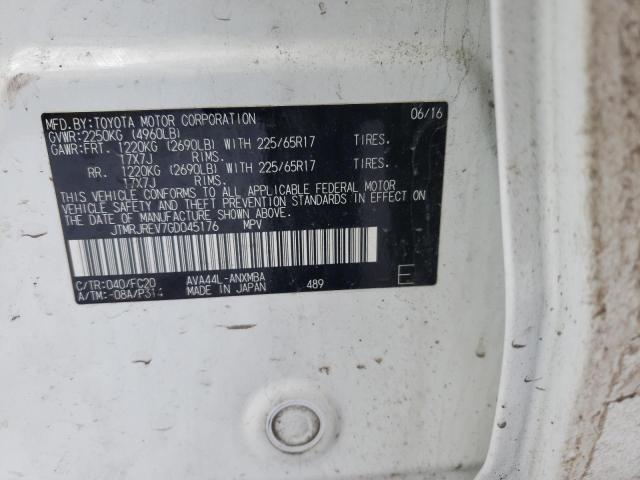 MFD.BY:TOYOTA MOTOR CORPORATION 06/16
GVWR:2250KG (4960LB)
GAWR:FRT. 1220KG (2690LB) WITH 225/65R17 TIRES.
17X7J RIMS.
RR. 1220KG (2690LB) WITH 225/65R17 TIRES.
17X7J RIMS.
THIS VEHICLE CONFORMS TO ALL APPLICABLE FEDERAL MOTOR
VEHICLE SAFETY AND THEFT PREVENTION STANDARDS IN EFFECT ON
THE DATE OF MANUFACTURE SHOWN ABOVE.
JTMRJREV7GD045176 MPV
C/TR:040/FC20 AVA44L-ANXMBA E
A/TM:-08A/P314 MADE IN JAPAN 489